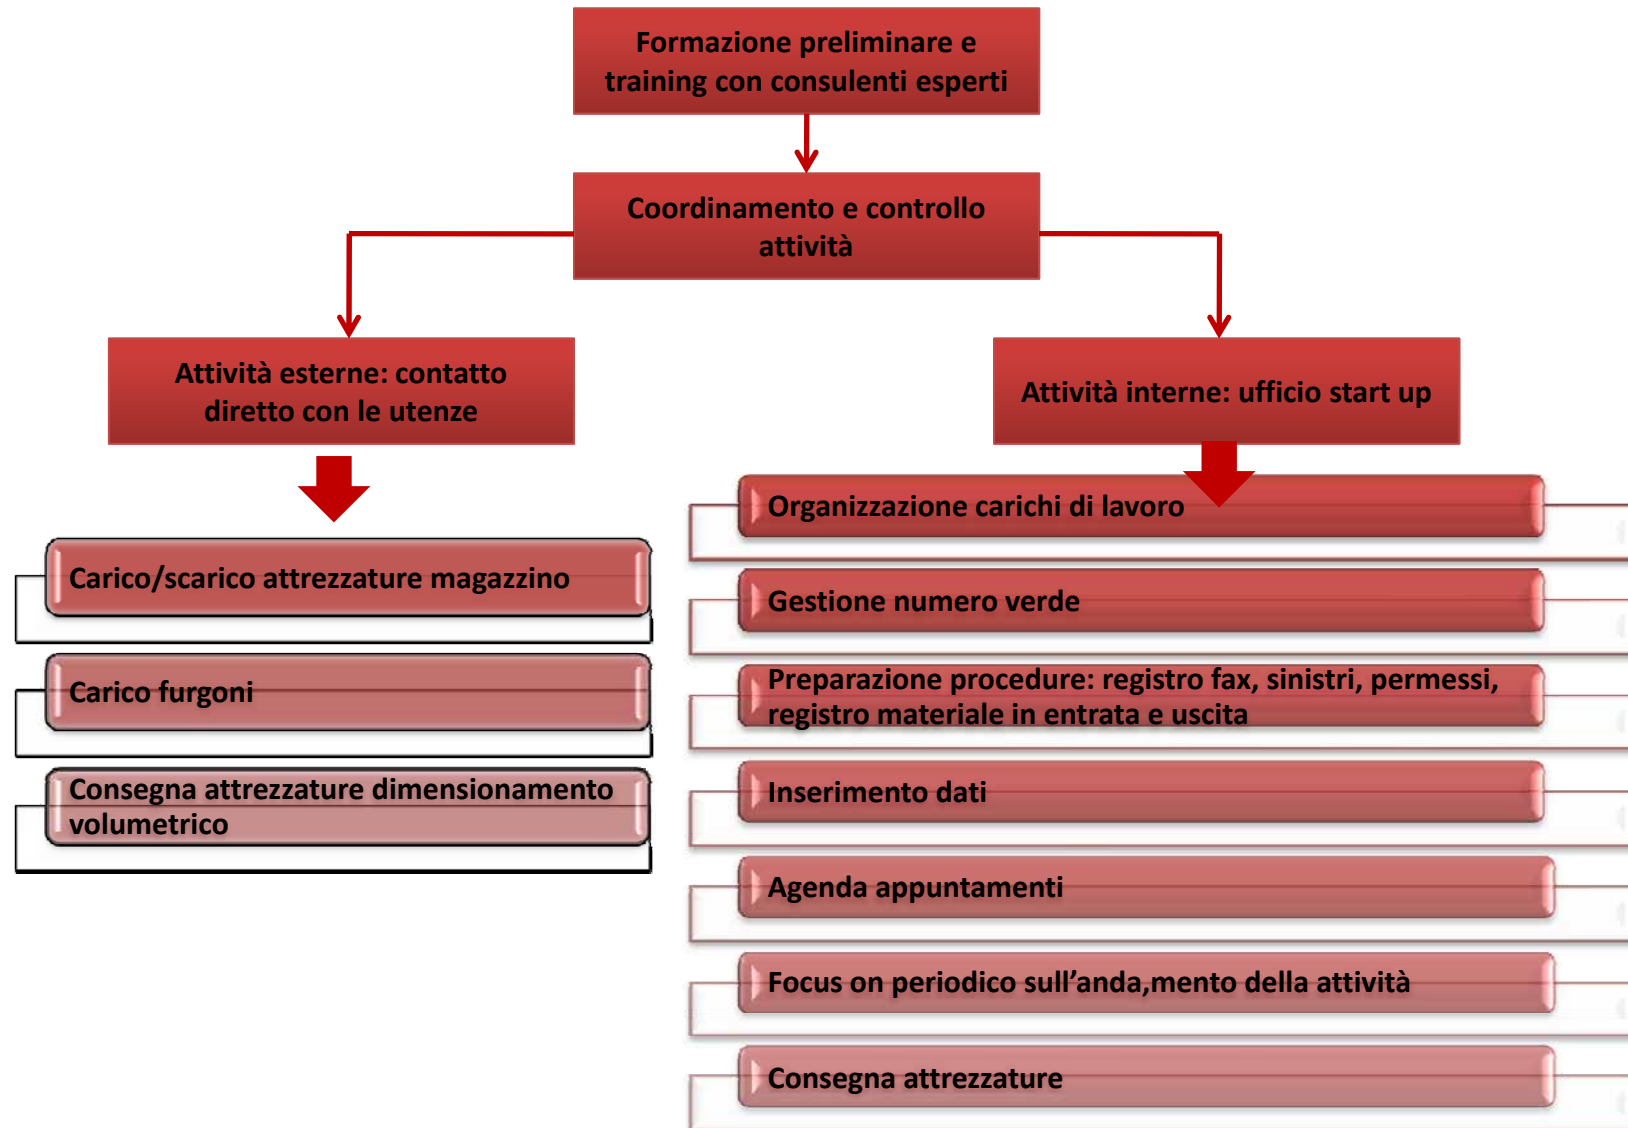 Formazione preliminare e
training con consulenti esperti
Coordinamento e controllo
attività
Attività esterne: contatto
diretto con le utenze
Attività interne: ufficio start up
Carico/scarico attrezzature magazzino
Carico furgoni
Consegna attrezzature dimensionamento
volumetrico
Organizzazione carichi di lavoro
Gestione numero verde
Preparazione procedure: registro fax, sinistri, permessi,
registro materiale in entrata e uscita
Inserimento dati
Agenda appuntamenti
Focus on periodico sull’anda,mento della attività
Consegna attrezzature